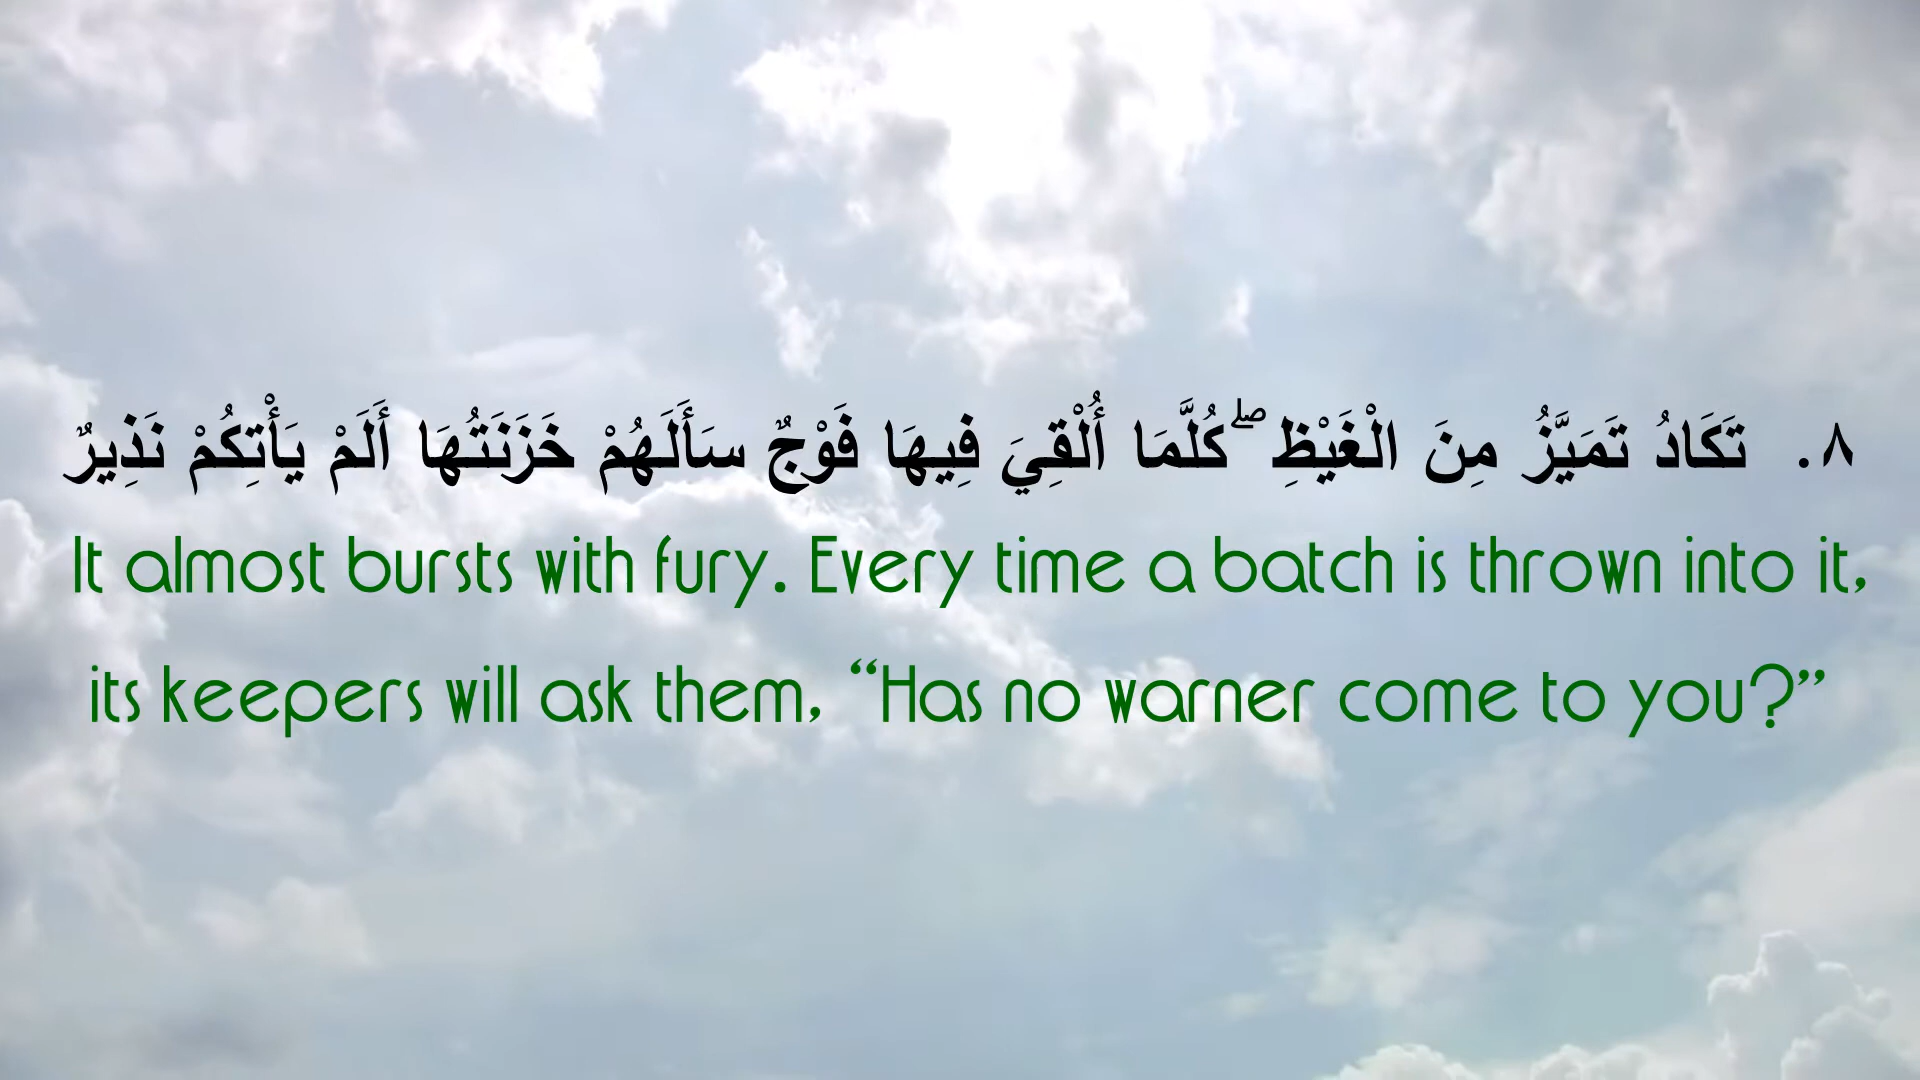 ٨. تَكَادُ تَمَيَّزُ مِنَ الْغَيْظِ ۖ كُلَّمَا أُلْقِيَ فِيهَا فَوْجٌ سَأَلَهُمْ خَزَنَتُهَا أَلَمْ يَأْتِكُمْ نَذِيرٌ
It almost bursts with fury. Every time a batch is thrown into it,
its keepers will ask them, “Has no warner come to you?”